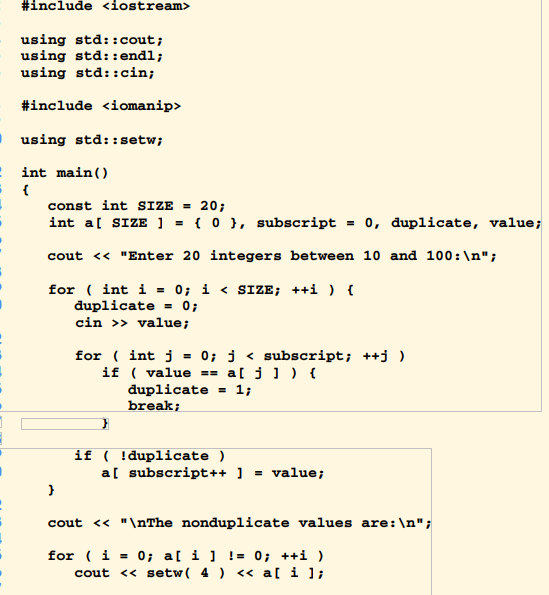 #include <iostream>
using std::cout;
using std::endl;
using std::cin;
#include <iomanip>
using std::setw;
int main()
{
const int SIZE = 20;
int a[ SIZE ] = { 0 }, subscript = 0, duplicate, value;
cout << "Enter 20 integers between 10 and 100:\n";
for ( int i = 0; i < SIZE; ++i ) {
duplicate = 0;
cin >> value;
for ( int j = 0; j < subscript; ++j )
if ( value == a[ j ] ) {
duplicate = 1;
break;
}
if ( !duplicate )
a[ subscript++ ] = value;
}
cout << "\nThe nonduplicate values are:\n";
for ( i = 0; a[ i ] != 0; ++i )
cout << setw( 4 ) << a[ i ];